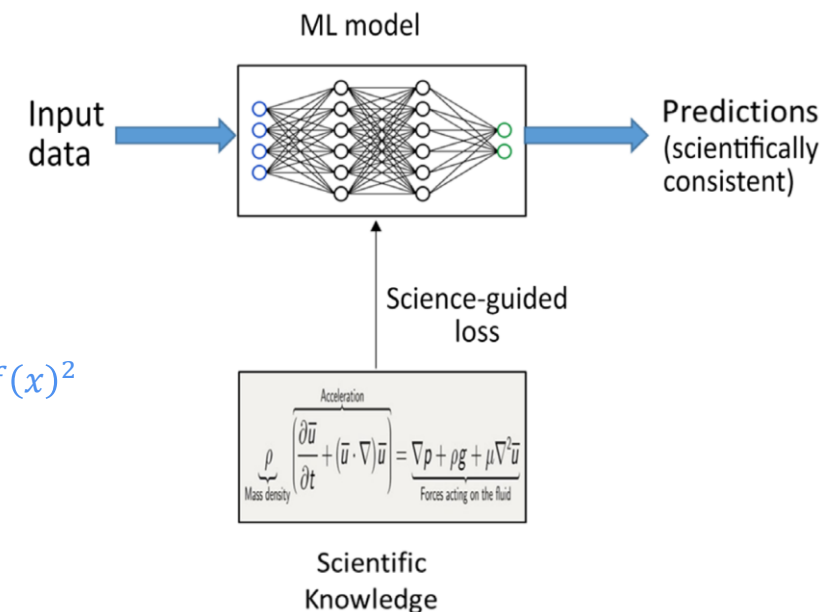 ML model
Input
data
Predictions
(scientifically
consistent)
Science-guided
loss
f(x)²
Acceleration
ρ (∂ū/∂t + (ū · ∇)ū) = ∇p + ρg + μ∇²ū
Mass density
Forces acting on the fluid
Scientific
Knowledge